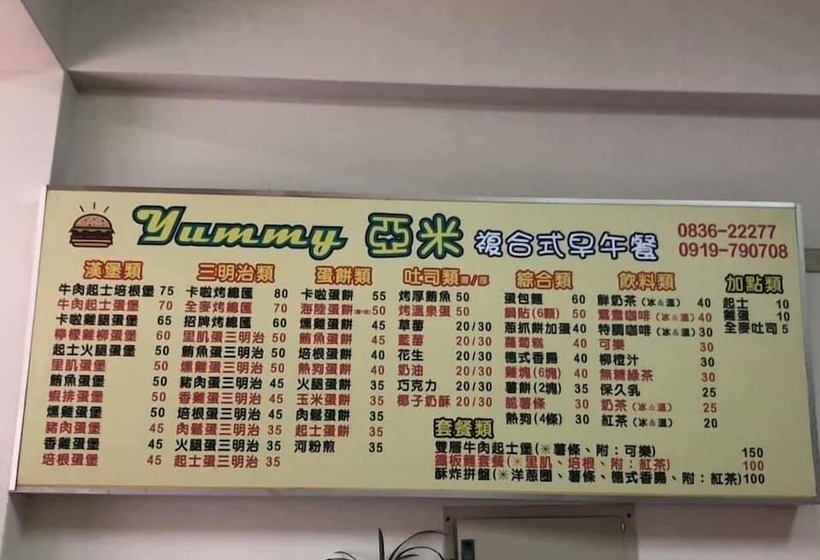 Yummy 亞米 複合式早午餐
0836-22277
0919-790708
漢堡類
牛肉起士培根堡 75
牛肉起士蛋堡 70
卡啦雞腿蛋堡 65
檸檬雞柳蛋堡 60
起士火腿蛋堡 50
里肌蛋堡 50
鮪魚蛋堡 50
蝦排蛋堡 50
燻雞蛋堡 50
豬肉蛋堡 45
香雞蛋堡 45
培根蛋堡 45
三明治類
卡啦烤總匯 80
全麥烤總匯 70
招牌烤總匯 60
里肌蛋三明治 50
鮪魚蛋三明治 50
燻雞蛋三明治 50
豬肉蛋三明治 45
香雞蛋三明治 45
培根蛋三明治 45
肉鬆蛋三明治 35
火腿蛋三明治 35
起士蛋三明治 35
蛋餅類
卡啦蛋餅 55
海陸蛋餅 50
燻雞蛋餅 45
鮪魚蛋餅 45
培根蛋餅 40
熱狗蛋餅 40
火腿蛋餅 35
玉米蛋餅 35
肉鬆蛋餅 35
起士蛋餅 35
河粉煎 35
吐司類
烤厚鮪魚 50
烤溫泉蛋 50
草莓 20/30
藍莓 20/30
花生 20/30
奶油 20/30
巧克力 20/30
椰子奶酥 20/30
綜合類
蛋包麵 60
鍋貼(6顆) 50
蔥抓餅加蛋 40
蘿蔔糕 40
德式香腸 40
雞塊(6塊) 40
薯餅(2塊) 35
脆薯條 30
熱狗(4條) 30
飲料類
鮮奶茶(冰&溫) 40
鴛鴦咖啡(冰&溫) 40
特調咖啡(冰&溫) 30
可樂 30
柳橙汁 30
無糖綠茶 30
保久乳 25
奶茶(冰&溫) 25
紅茶(冰&溫) 20
加點類
起士 10
雞蛋 10
全麥吐司 5
套餐類
雙層牛肉起士堡(※薯條、附:可樂) 150
鐵板麵套餐(※里肌、培根、附:紅茶) 100
酥炸拼盤(※洋蔥圈、薯條、德式香腸、附:紅茶) 100